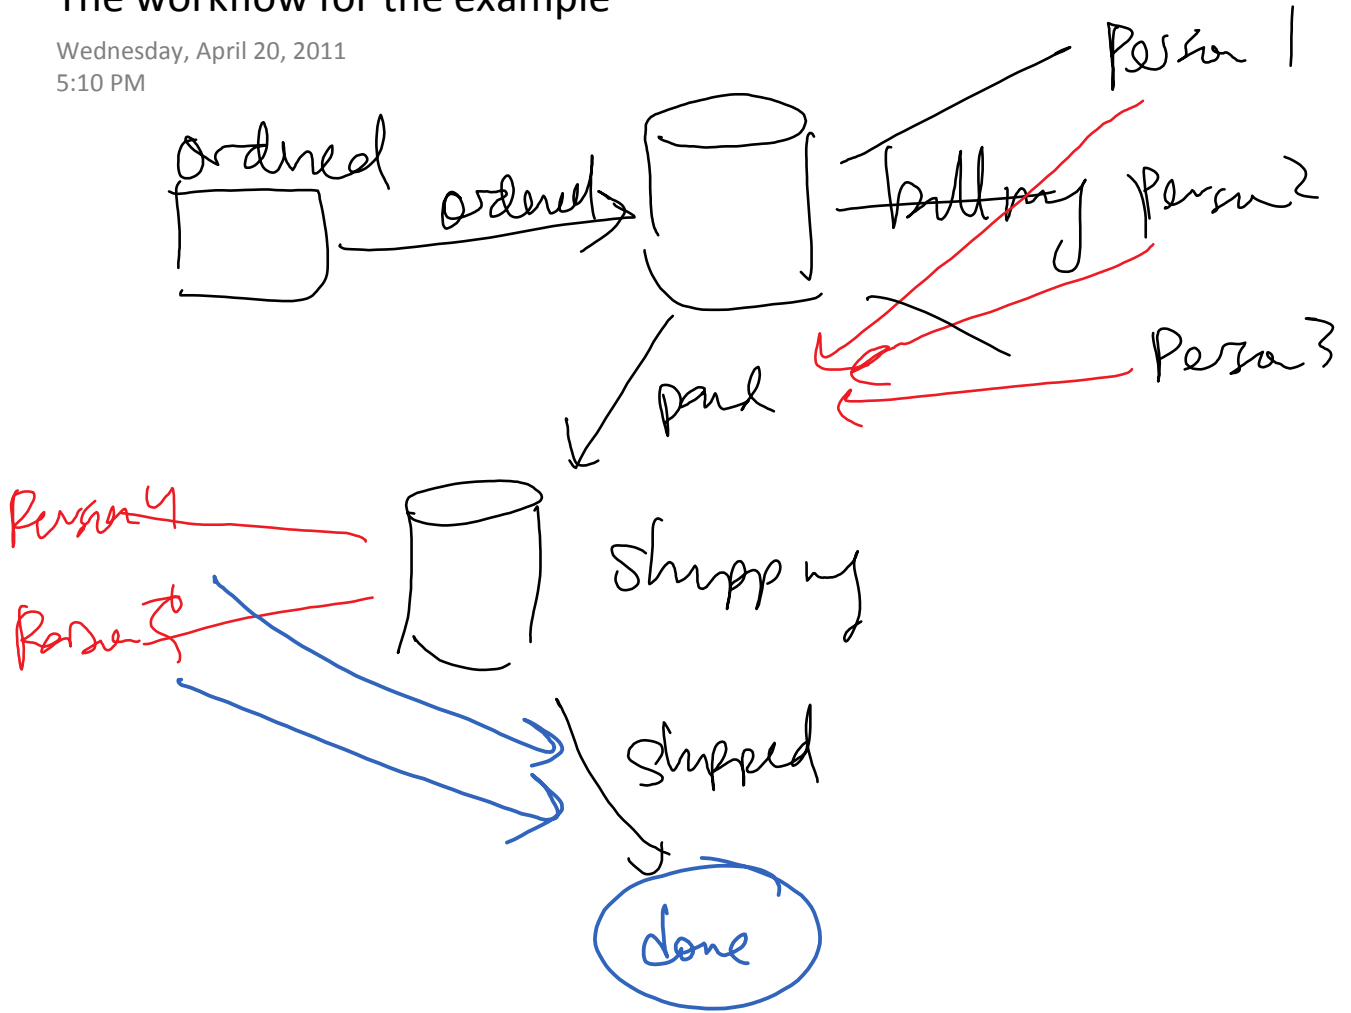 The workflow for the example
Wednesday, April 20, 2011
5:10 PM
Person 1
ordered
ordered
billing
Person 2
Person 3
paid
Person 4
shipping
Person 5
shipped
done